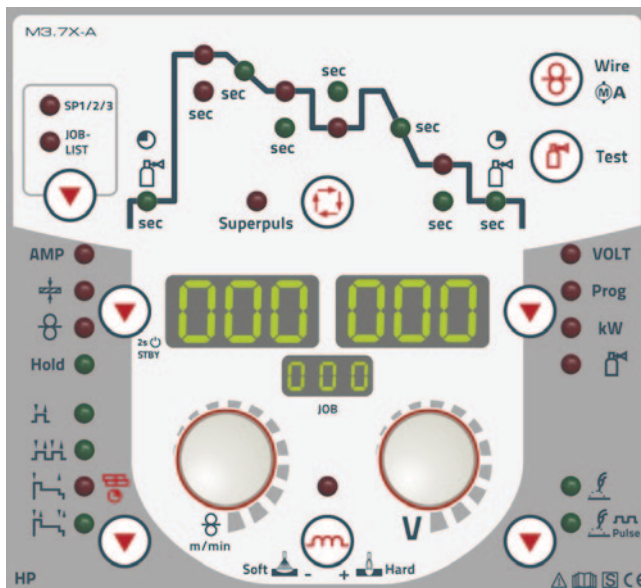 M3.7X-A
SP1/2/3
JOB-
LIST
sec
sec
sec
sec
sec
sec
sec
sec
Wire
M A
Test
Superpuls
AMP
VOLT
Prog
kW
Hold
2s
STBY
000
000
000
JOB
m/min
V
Soft - + Hard
Pulse
HP
S CE